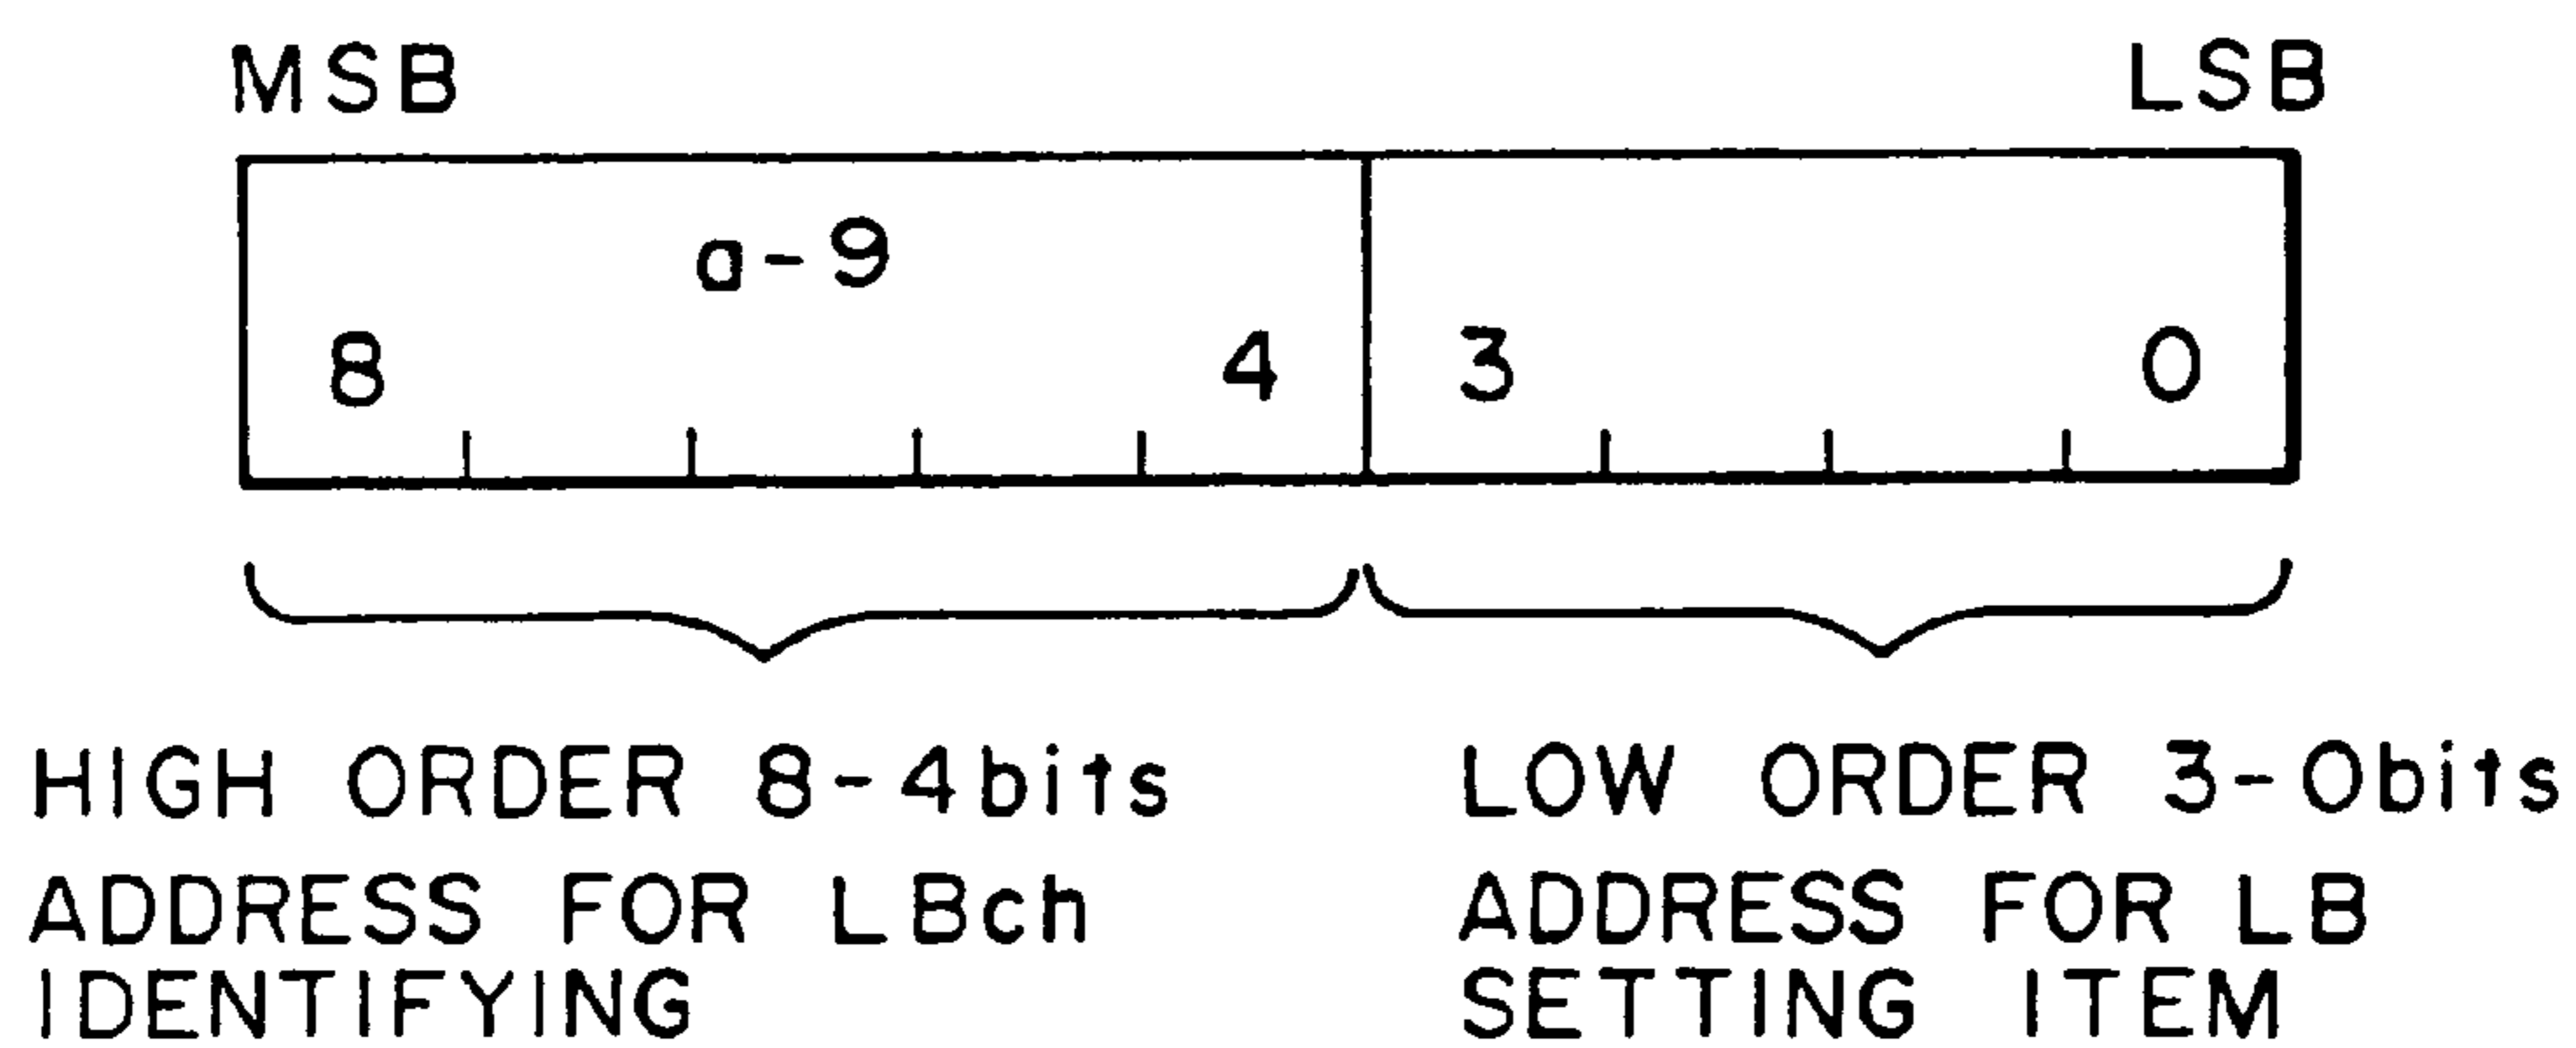 MSB LSB
a-9
8 4 3 0
HIGH ORDER 8-4bits
ADDRESS FOR LBch
IDENTIFYING
LOW ORDER 3-0bits
ADDRESS FOR LB
SETTING ITEM